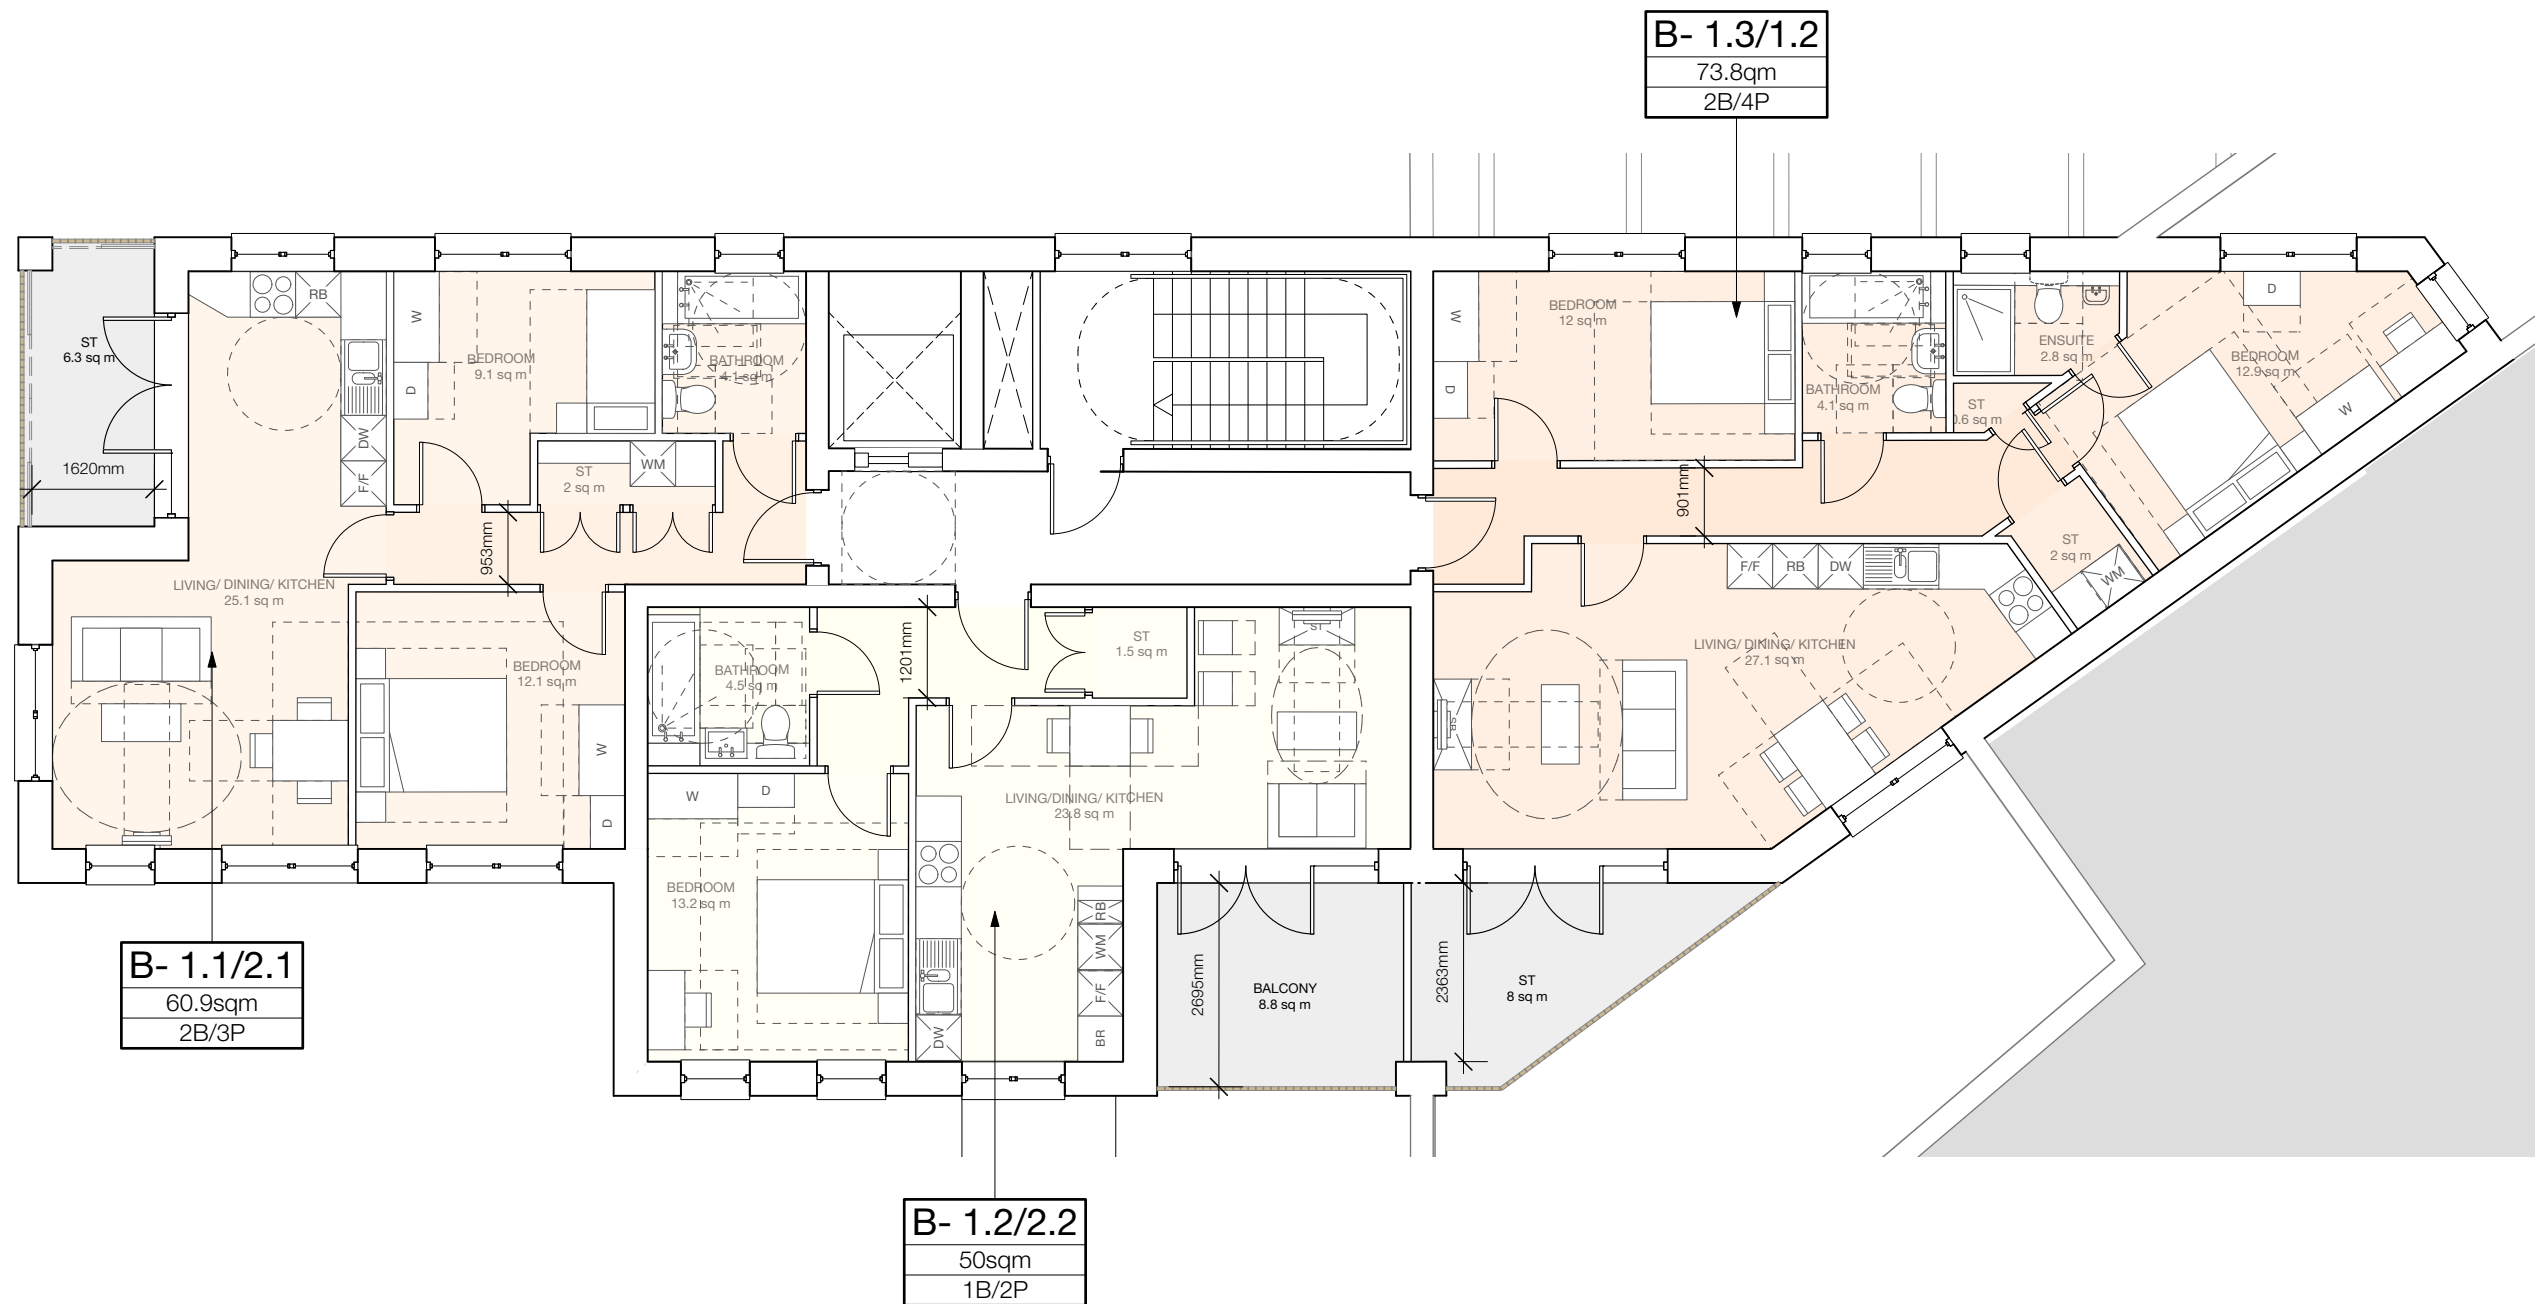 B- 1.3/1.2
73.8qm
2B/4P
ST
6.3 sq m
1620mm
RB
DW
F/F
W
D
BEDROOM
9.1 sq m
BATHROOM
4.1 sq m
ST
2 sq m
WM
953mm
LIVING/ DINING/ KITCHEN
25.1 sq m
BEDROOM
12.1 sq m
W
D
B- 1.1/2.1
60.9sqm
2B/3P
BATHROOM
4.5 sq m
1201mm
ST
1.5 sq m
ST
W
D
BEDROOM
13.2 sq m
LIVING/DINING/ KITCHEN
23.8 sq m
RB
WM
F/F
BR
DW
2695mm
BALCONY
8.8 sq m
B- 1.2/2.2
50sqm
1B/2P
W
D
BEDROOM
12 sq m
BATHROOM
4.1 sq m
ENSUITE
2.8 sq m
ST
0.6 sq m
D
BEDROOM
12.9 sq m
W
901mm
ST
2 sq m
WM
F/F
RB
DW
LIVING/ DINING/ KITCHEN
27.1 sq m
2363mm
ST
8 sq m